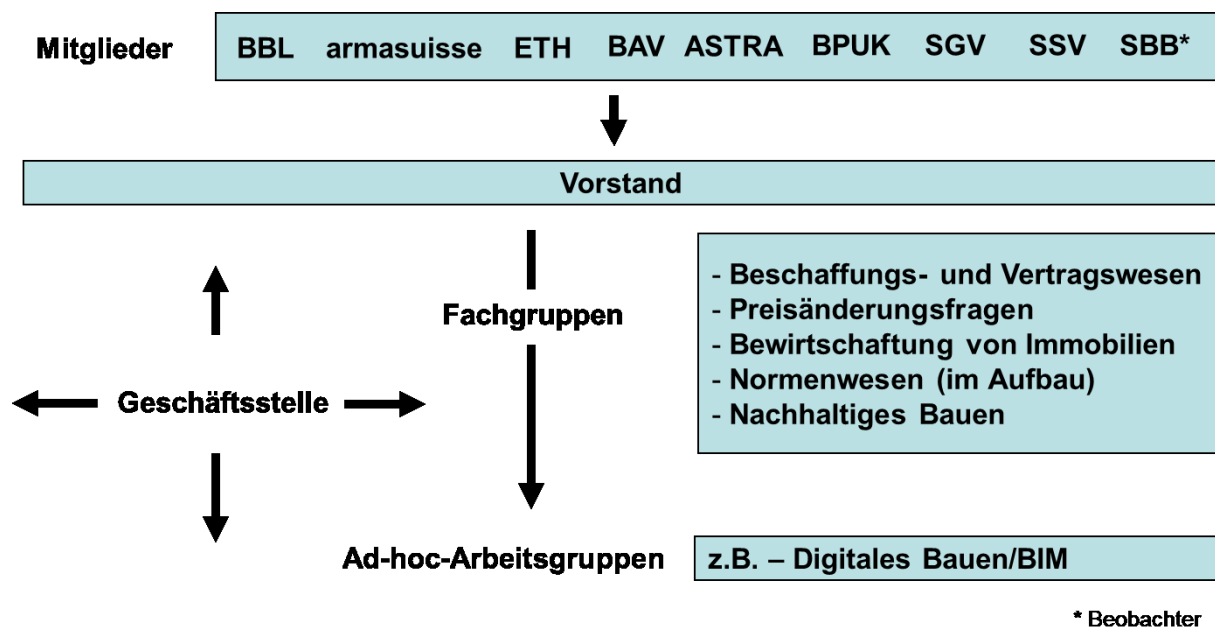 Mitglieder BBL armasuisse ETH BAV ASTRA BPUK SGV SSV SBB*
Vorstand
- Beschaffungs- und Vertragswesen
- Preisänderungsfragen
- Bewirtschaftung von Immobilien
- Normenwesen (im Aufbau)
- Nachhaltiges Bauen
Fachgruppen
Geschäftsstelle
Ad-hoc-Arbeitsgruppen z.B. – Digitales Bauen/BIM
* Beobachter